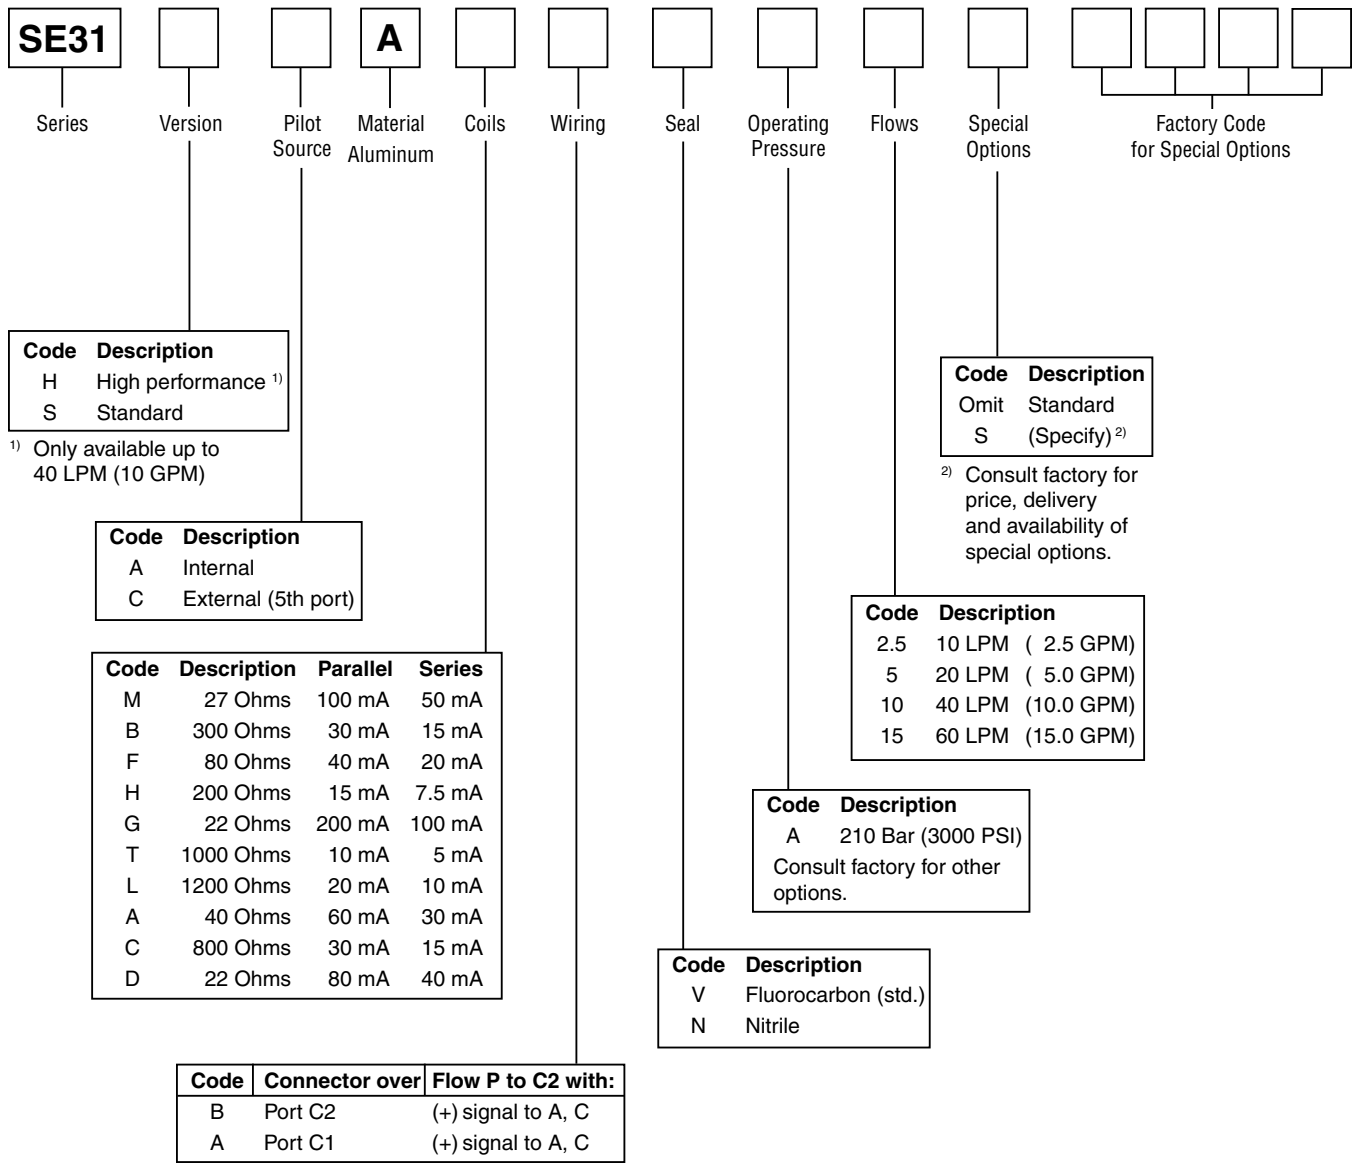 SE31 A
Series Version Pilot Source Material Aluminum Coils Wiring Seal Operating Pressure Flows Special Options Factory Code for Special Options
Code Description
H High performance 1)
S Standard
1) Only available up to
40 LPM (10 GPM)
Code Description
Omit Standard
S (Specify) 2)
2) Consult factory for
price, delivery
and availability of
special options.
Code Description
A Internal
C External (5th port)
Code Description
2.5 10 LPM ( 2.5 GPM)
5 20 LPM ( 5.0 GPM)
10 40 LPM (10.0 GPM)
15 60 LPM (15.0 GPM)
Code Description Parallel Series
M 27 Ohms 100 mA 50 mA
B 300 Ohms 30 mA 15 mA
F 80 Ohms 40 mA 20 mA
H 200 Ohms 15 mA 7.5 mA
G 22 Ohms 200 mA 100 mA
T 1000 Ohms 10 mA 5 mA
L 1200 Ohms 20 mA 10 mA
A 40 Ohms 60 mA 30 mA
C 800 Ohms 30 mA 15 mA
D 22 Ohms 80 mA 40 mA
Code Description
A 210 Bar (3000 PSI)
Consult factory for other
options.
Code Description
V Fluorocarbon (std.)
N Nitrile
Code Connector over Flow P to C2 with:
B Port C2 (+) signal to A, C
A Port C1 (+) signal to A, C